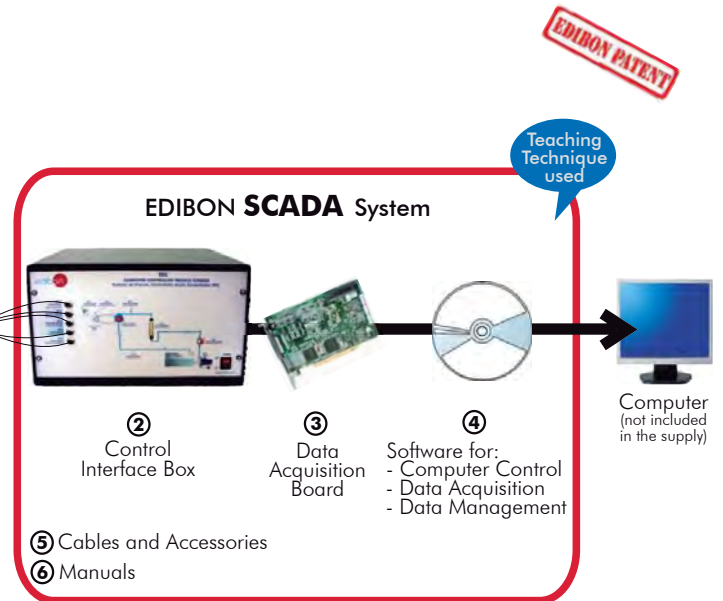 EDIBON PATENT
Teaching
Technique
used
EDIBON SCADA System
2
Control
Interface Box
3
Data
Acquisition
Board
4
Software for:
- Computer Control
- Data Acquisition
- Data Management
Computer
(not included
in the supply)
5 Cables and Accessories
6 Manuals